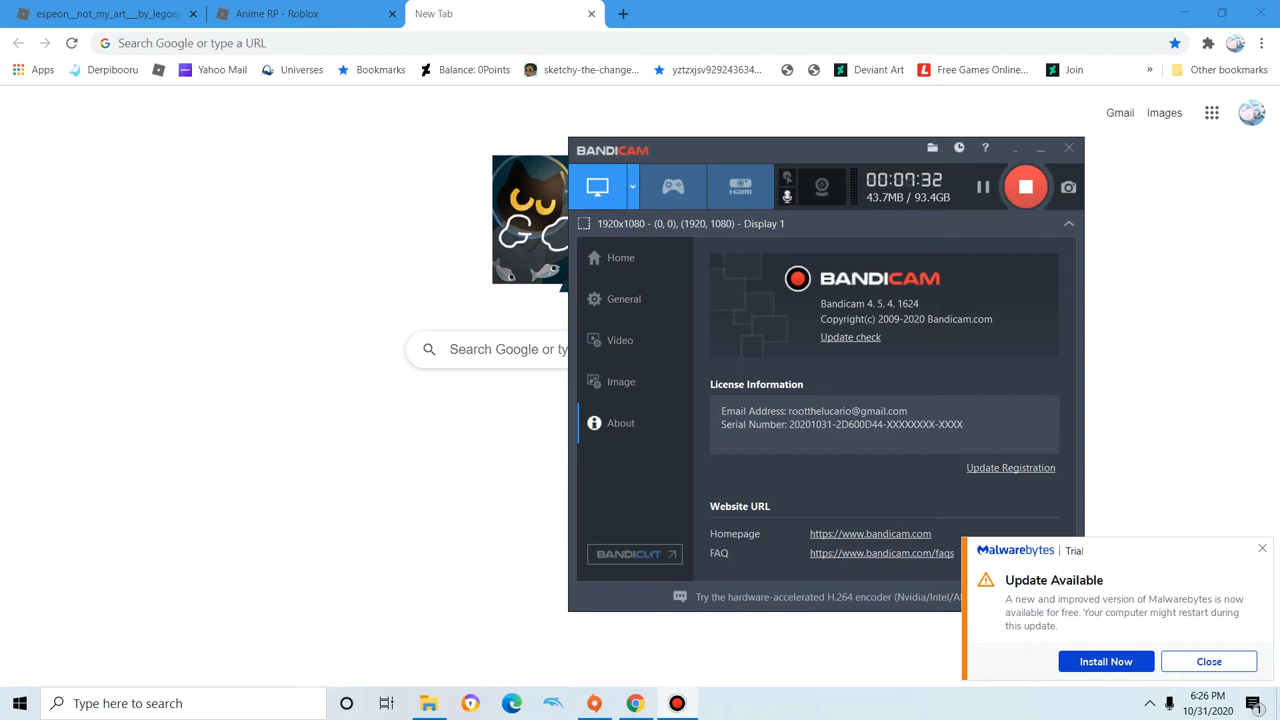 espeon__not_my_art___by_legoe
Anime RP - Roblox
New Tab
Search Google or type a URL
Apps
Derpibooru
Yahoo Mail
Universes
Bookmarks
Balance: 0Points
sketchy-the-change...
yztzxjsv929243634...
Deviant Art
Free Games Online...
Join
»
Other bookmarks
Gmail
Images
BANDICAM
HDMI
00:07:32
43.7MB / 93.4GB
1920x1080 - (0, 0), (1920, 1080) - Display 1
Home
General
Video
Image
About
BANDICUT
BANDICAM
Bandicam 4. 5. 4. 1624
Copyright(c) 2009-2020 Bandicam.com
Update check
License Information
Email Address: rootthelucario@gmail.com
Serial Number: 20201031-2D600D44-XXXXXXXX-XXXX
Update Registration
Website URL
Homepage https://www.bandicam.com
FAQ https://www.bandicam.com/faqs
Try the hardware-accelerated H.264 encoder (Nvidia/Intel/A
Search Google or ty
Malwarebytes | Trial
Update Available
A new and improved version of Malwarebytes is now
available for free. Your computer might restart during
this update.
Install Now
Close
Type here to search
6:26 PM
10/31/2020
1